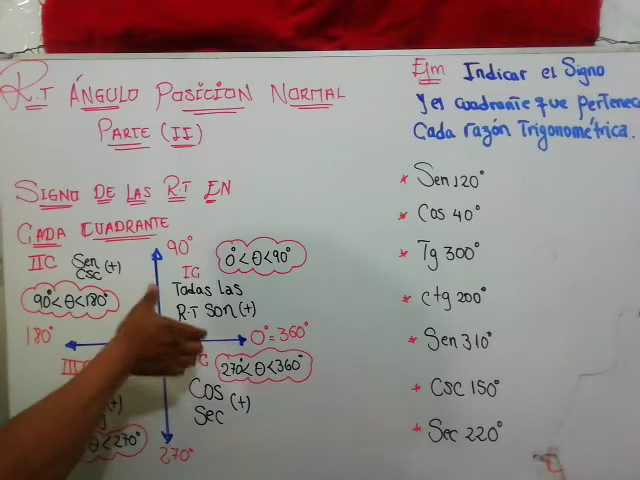 R.T ÁNGULO POSICION NORMAL
PARTE (II)
SIGNO DE LAS R.T EN
CADA CUADRANTE
90°
IIC Sen
CSC (+)
90° < θ < 180°
IC 0° < θ < 90°
Todas las
R.T SON (+)
180°
0° = 360°
270° < θ < 360°
Cos
Sec (+)
θ < 270°
270°
Ejm Indicar el Signo
y el cuadrante que pertenec
Cada razón Trigonométrica.
* Sen 120°
* Cos 40°
* Tg 300°
* ctg 200°
* Sen 310°
* CSC 150°
* Sec 220°